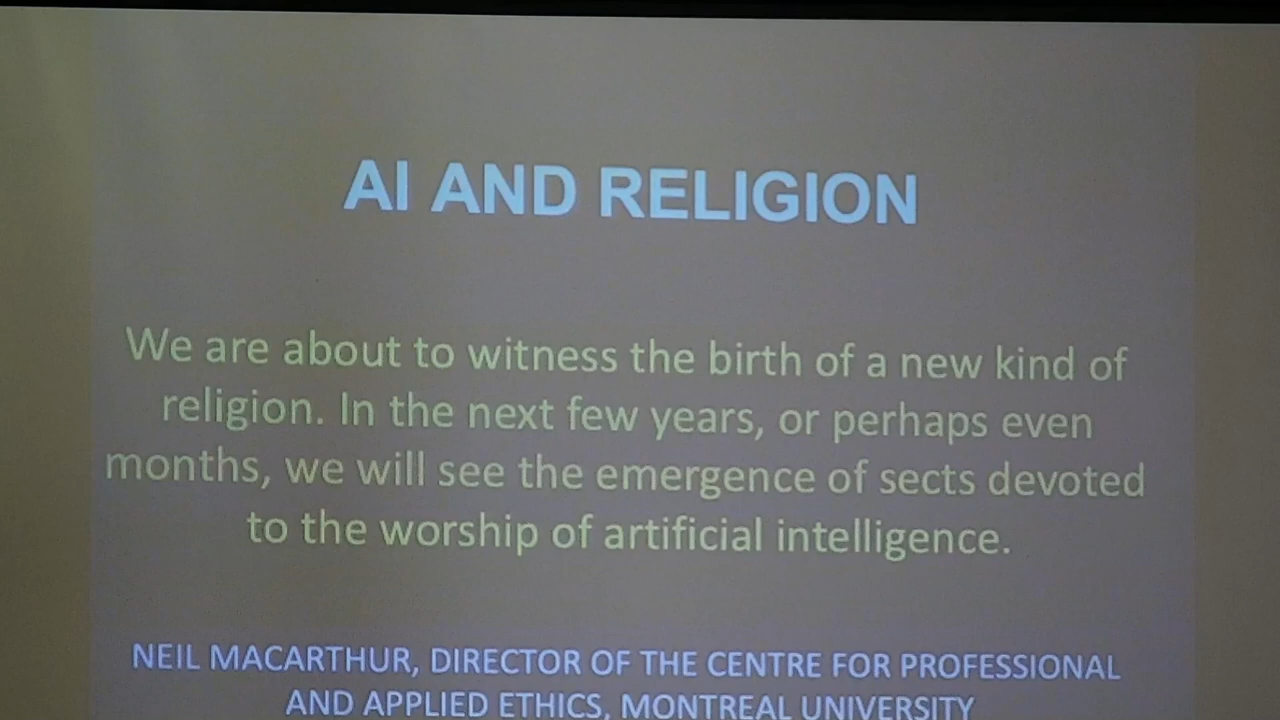 AI AND RELIGION
We are about to witness the birth of a new kind of
religion. In the next few years, or perhaps even
months, we will see the emergence of sects devoted
to the worship of artificial intelligence.
NEIL MACARTHUR, DIRECTOR OF THE CENTRE FOR PROFESSIONAL
AND APPLIED ETHICS, MONTREAL UNIVERSITY